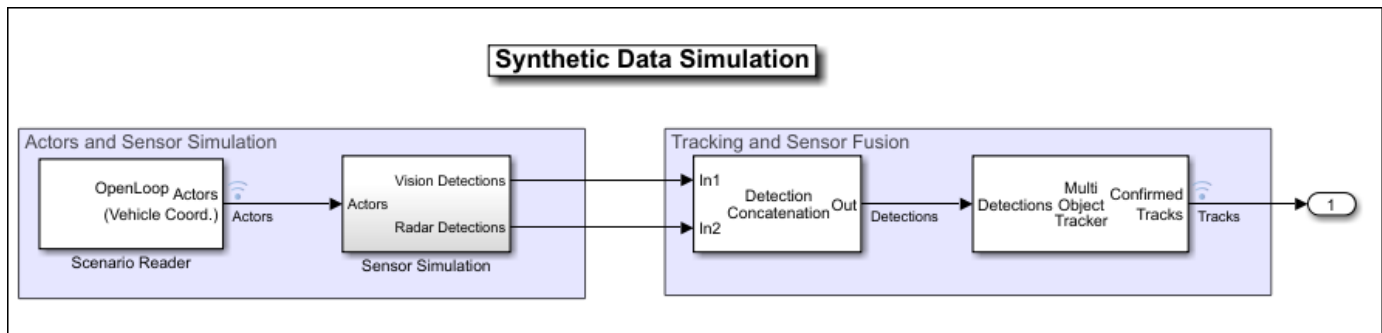 Synthetic Data Simulation
Actors and Sensor Simulation
OpenLoop
(Vehicle Coord.)
Actors
Scenario Reader
Actors
Actors
Vision Detections
Radar Detections
Sensor Simulation
Tracking and Sensor Fusion
In1
In2
Detection
Concatenation
Out
Detections
Detections
Multi
Object
Tracker
Confirmed
Tracks
Tracks
1